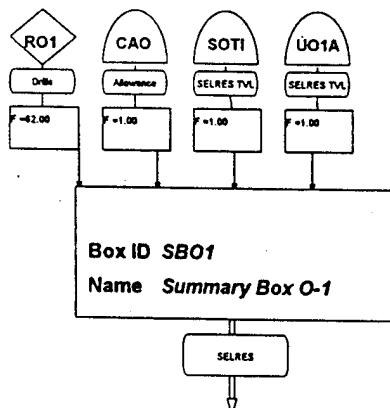 RO1 CAO SOTI UO1A
Drills Allowance SELRES TVL SELRES TVL
F =62.00 F =1.00 F =1.00 F =1.00
Box ID SBO1
Name Summary Box O-1
SELRES